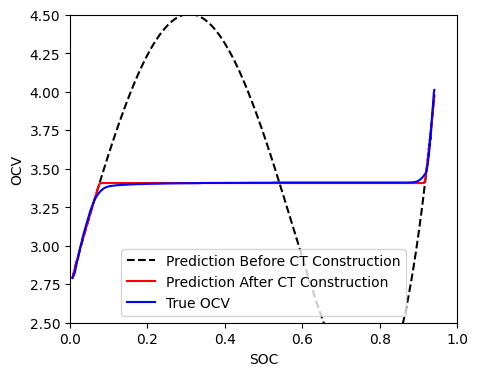 4.50
4.25
4.00
3.75
3.50
3.25
3.00
2.75
2.50
OCV
Prediction Before CT Construction
Prediction After CT Construction
True OCV
0.0 0.2 0.4 0.6 0.8 1.0
SOC